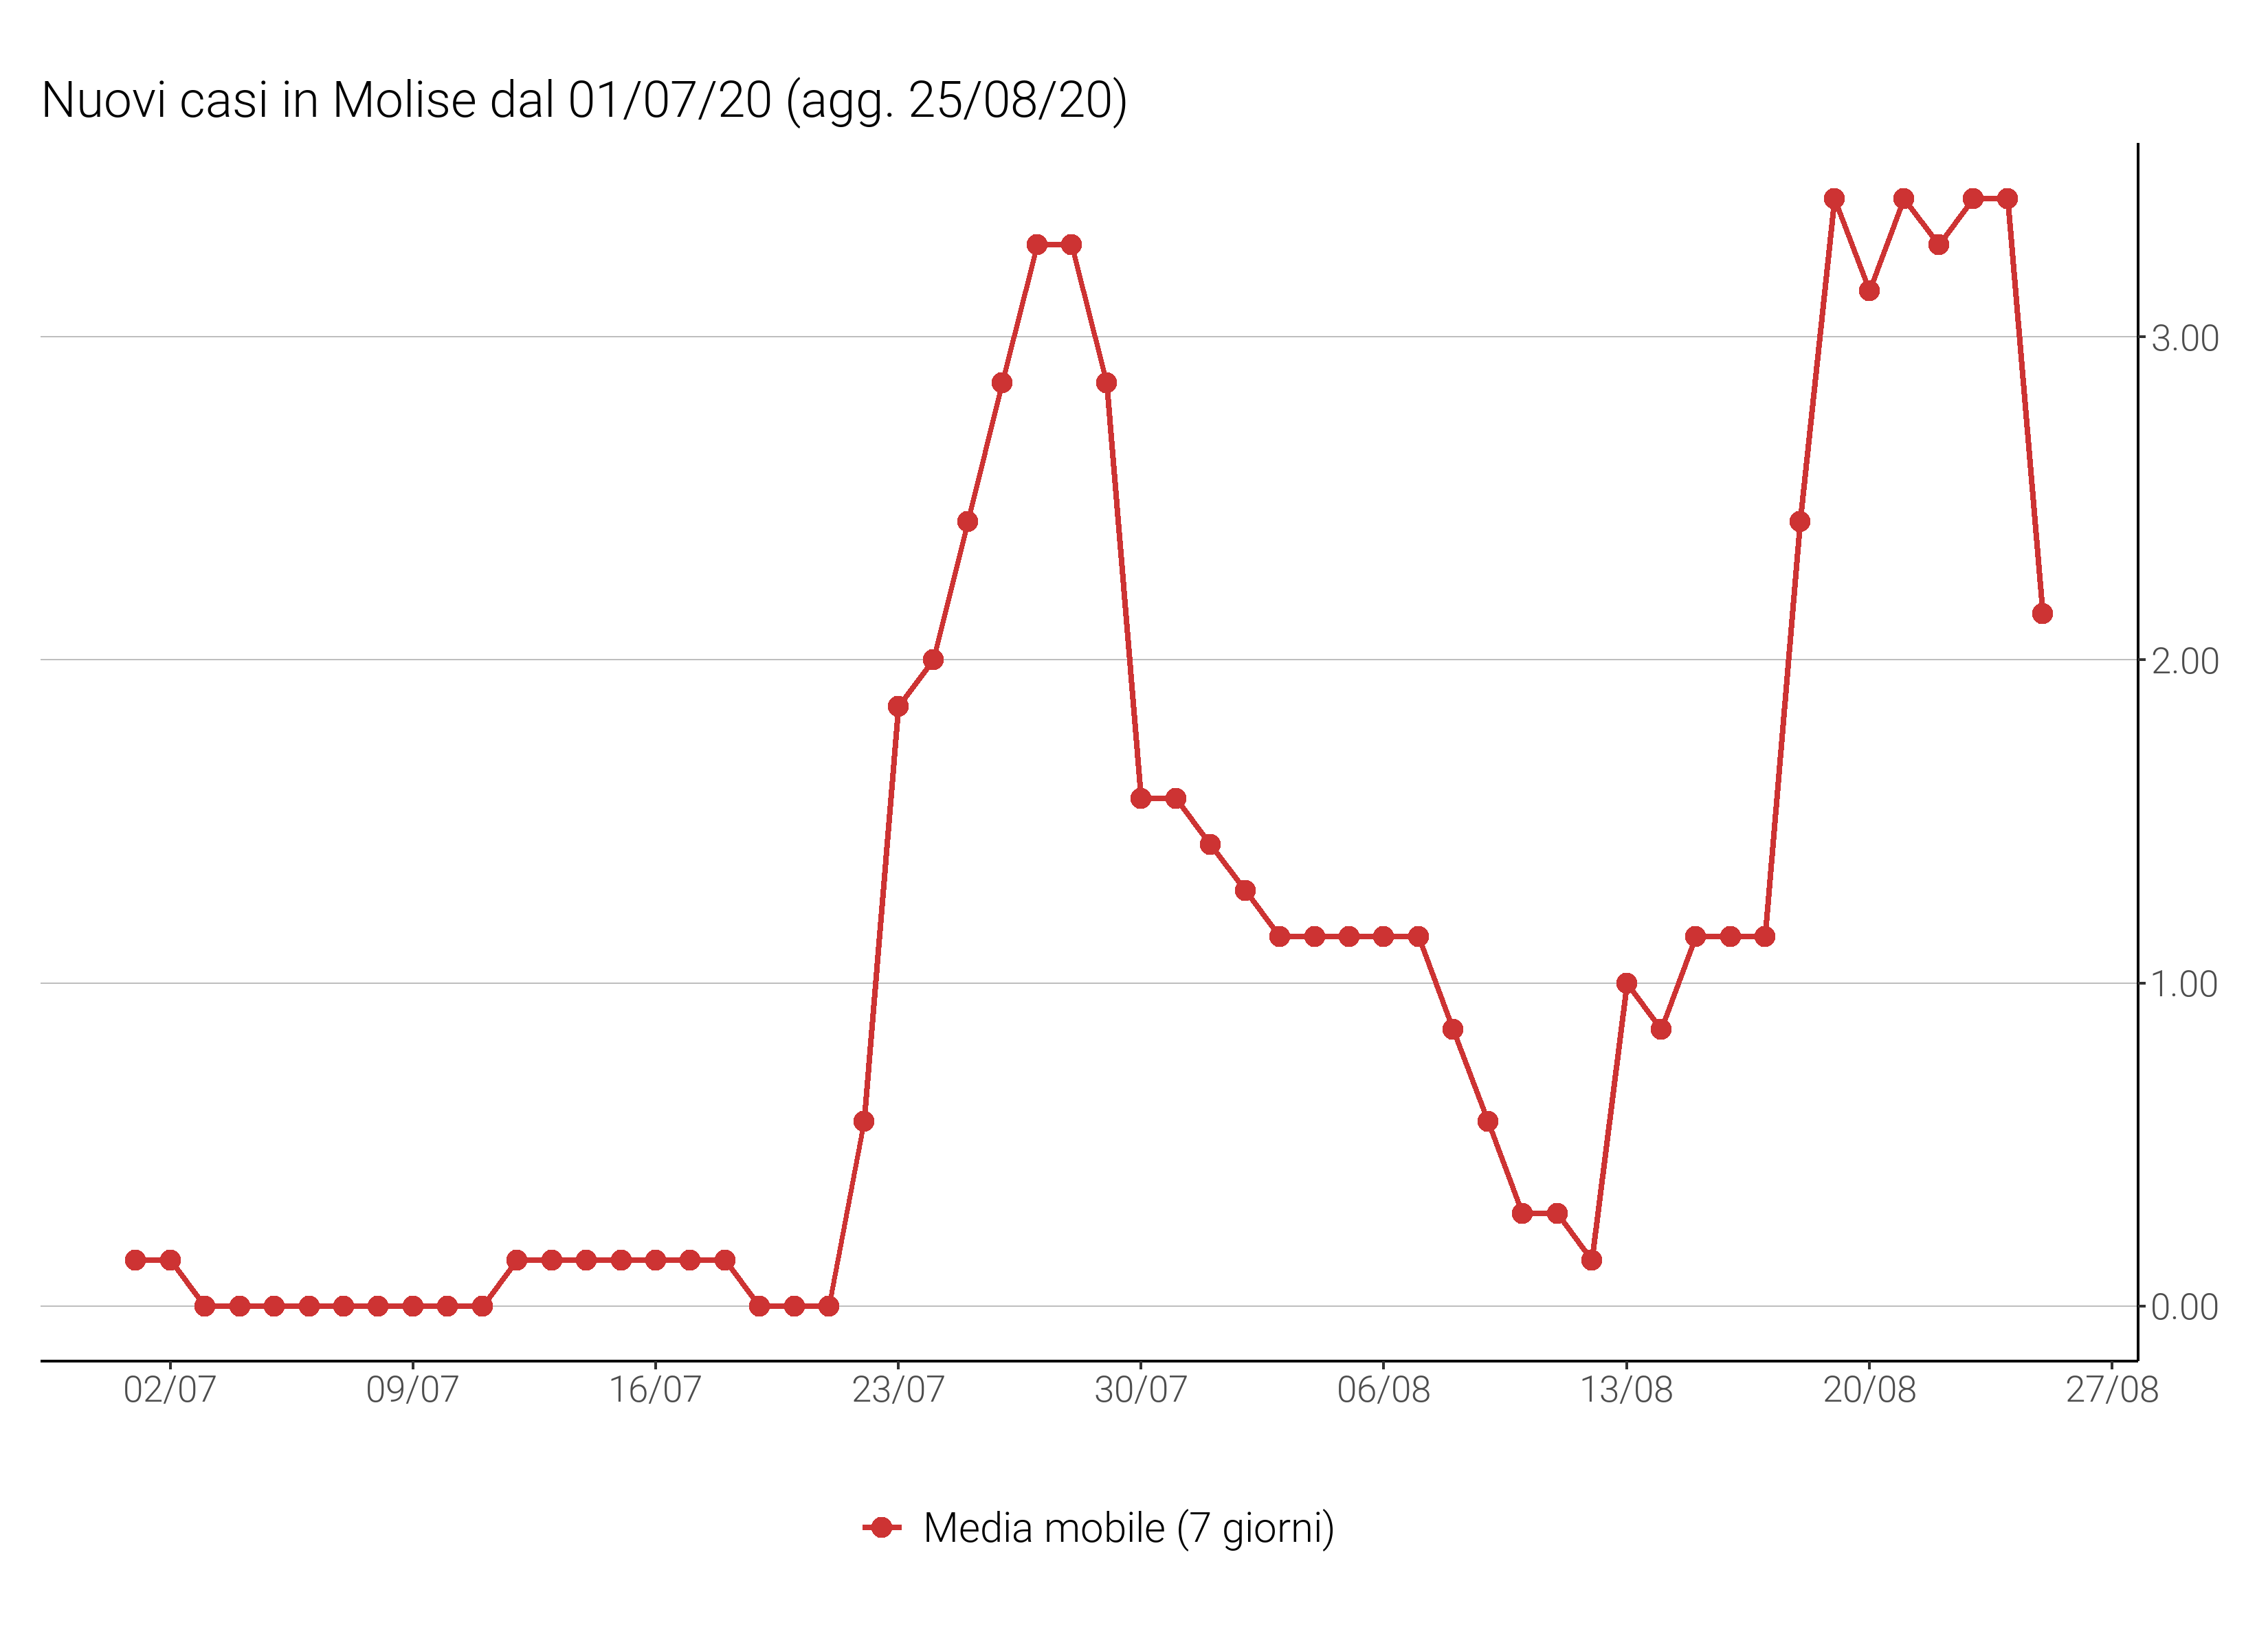 Nuovi casi in Molise dal 01/07/20 (agg. 25/08/20)
3.00
2.00
1.00
0.00
02/07 09/07 16/07 23/07 30/07 06/08 13/08 20/08 27/08
Media mobile (7 giorni)